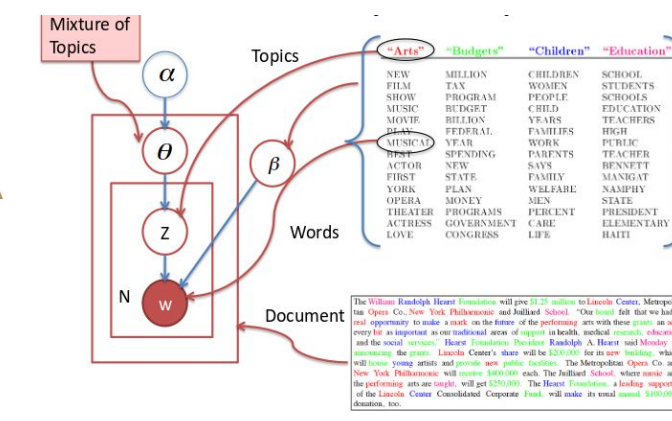 Mixture of
Topics
Topics
α
θ
β
Z
N
w
Words
Document
“Arts” “Budgets” “Children” “Education”
NEW MILLION CHILDREN SCHOOL
FILM TAX WOMEN STUDENTS
SHOW PROGRAM PEOPLE SCHOOLS
MUSIC BUDGET CHILD EDUCATION
MOVIE BILLION YEARS TEACHERS
PLAY FEDERAL FAMILIES HIGH
MUSICAL YEAR WORK PUBLIC
BEST SPENDING PARENTS TEACHER
ACTOR NEW SAYS BENNETT
FIRST STATE FAMILY MANIGAT
YORK PLAN WELFARE NAMPHY
OPERA MONEY MEN STATE
THEATER PROGRAMS PERCENT PRESIDENT
ACTRESS GOVERNMENT CARE ELEMENTARY
LOVE CONGRESS LIFE HAITI
The William Randolph Hearst Foundation will give $1.25 million to Lincoln Center, Metropoli
tan Opera Co., New York Philharmonic and Juilliard School. “Our board felt that we had
real opportunity to make a mark on the future of the performing arts with these grants an a
every bit as important as our traditional areas of support in health, medical research, educati
and the social services,” Hearst Foundation President Randolph A. Hearst said Monday
announcing the grants. Lincoln Center’s share will be $200,000 for its new building, whi
will house young artists and provide new public facilities. The Metropolitan Opera Co. a
New York Philharmonic will receive $400,000 each. The Juilliard School, where music a
the performing arts are taught, will get $250,000. The Hearst Foundation, a leading support
of the Lincoln Center Consolidated Corporate Fund, will make its usual annual $100,00
donation, too.